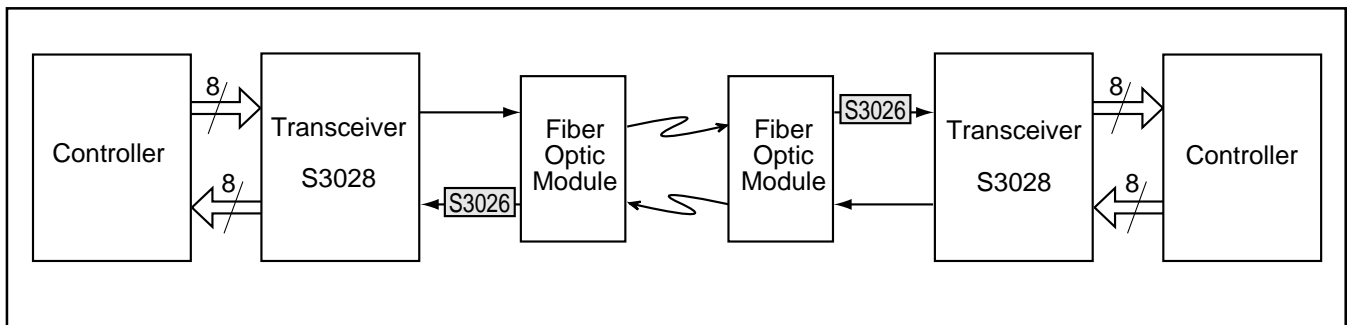 Controller
8
8
Transceiver
S3028
S3026
Fiber
Optic
Module
Fiber
Optic
Module
S3026
Transceiver
S3028
8
8
Controller